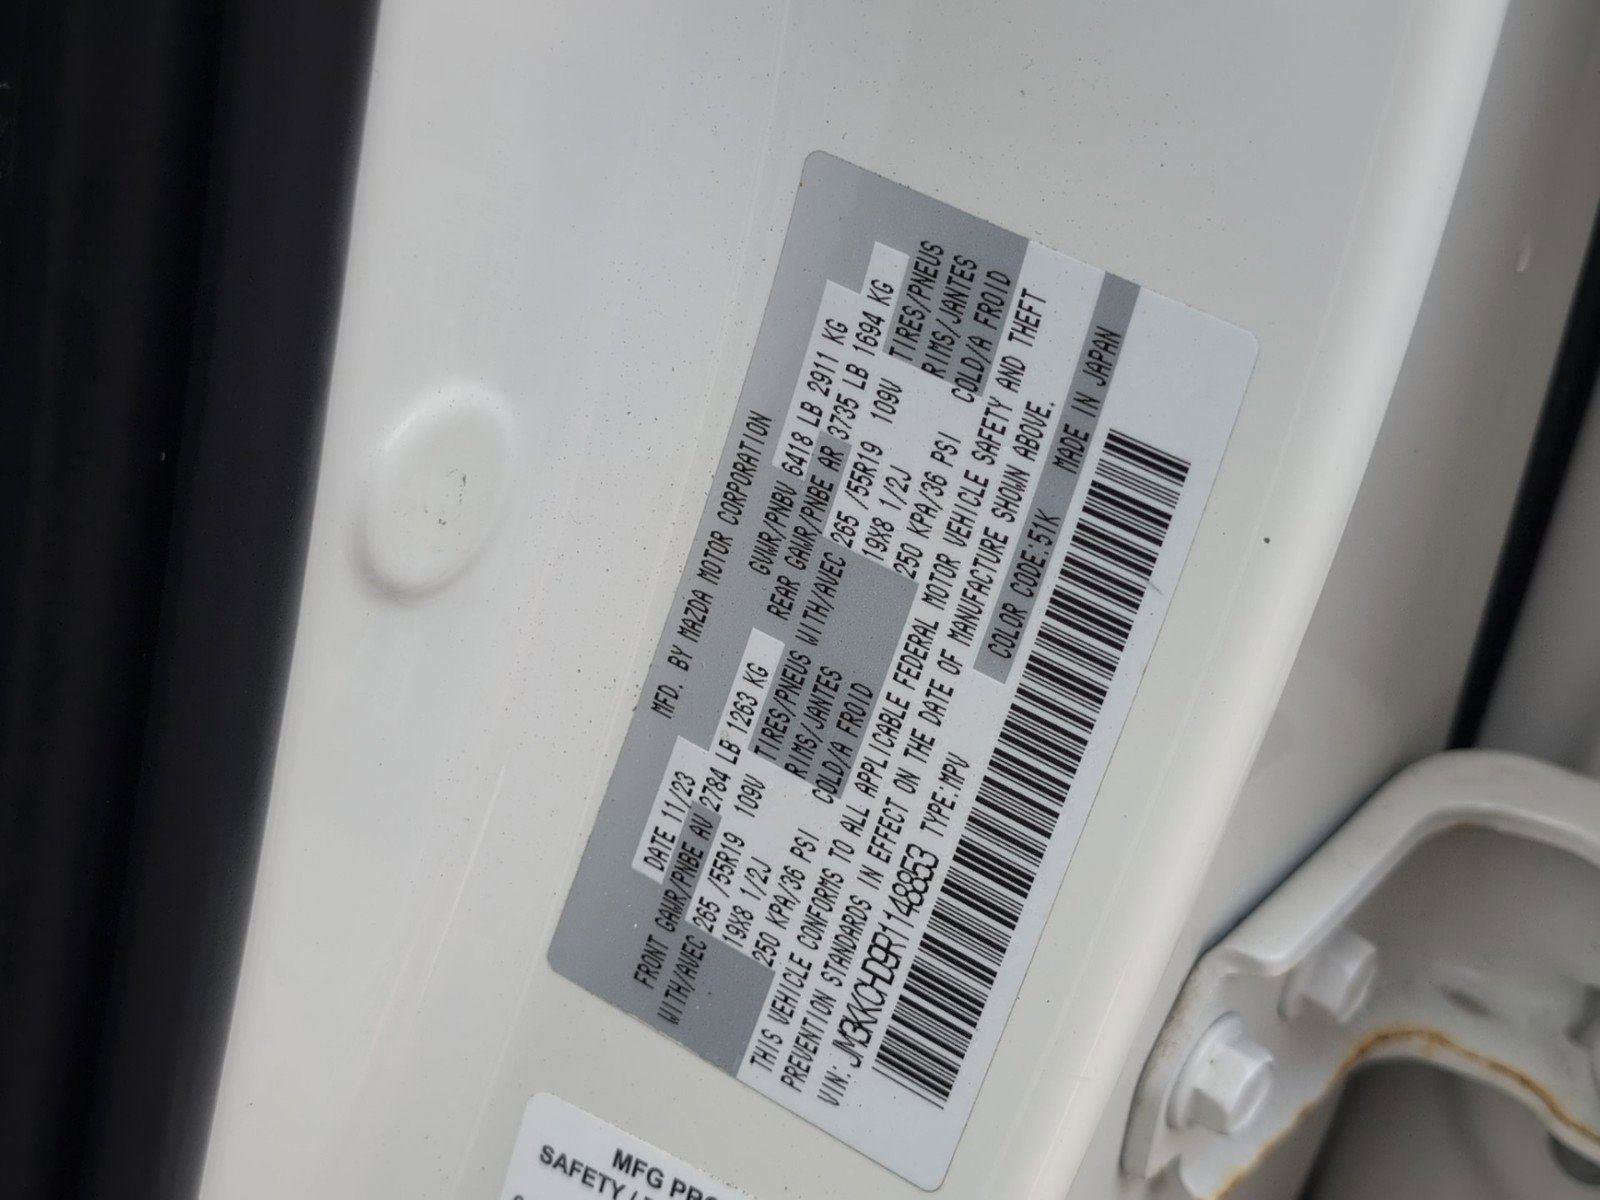 MFD. BY MAZDA MOTOR CORPORATION
DATE 11/23 GVWR/PNBV 6418 LB 2911 KG
FRONT GAWR/PNBE AV 2784 LB 1263 KG REAR GAWR/PNBE AR 3735 LB 1694 KG
WITH/AVEC 265 /55R19 109V TIRES/PNEUS WITH/AVEC 265 /55R19 109V TIRES/PNEUS
19X8 1/2J RIMS/JANTES 19X8 1/2J RIMS/JANTES
250 KPA/36 PSI COLD/A FROID 250 KPA/36 PSI COLD/A FROID
THIS VEHICLE CONFORMS TO ALL APPLICABLE FEDERAL MOTOR VEHICLE SAFETY AND THEFT
PREVENTION STANDARDS IN EFFECT ON THE DATE OF MANUFACTURE SHOWN ABOVE.
VIN: JM3KKCHD9R1148853 TYPE:MPV COLOR CODE:51K MADE IN JAPAN
MFG
SAFETY /